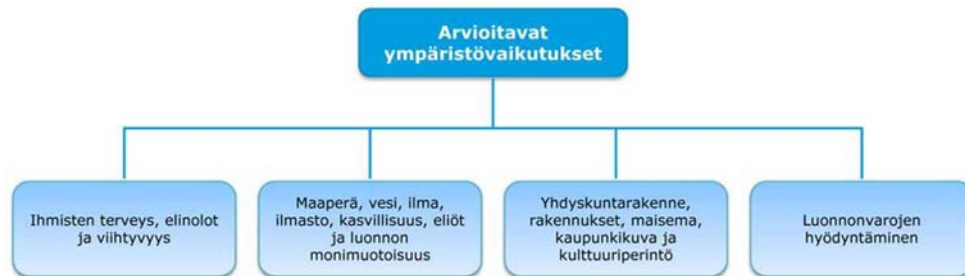 Arvioitavat
ympäristövaikutukset
Ihmisten terveys, elinolot
ja viihtyvyys
Maaperä, vesi, ilma,
ilmasto, kasvillisuus, eliöt
ja luonnon
monimuotoisuus
Yhdyskuntarakenne,
rakennukset, maisema,
kaupunkikuva ja
kulttuuriperintö
Luonnonvarojen
hyödyntäminen